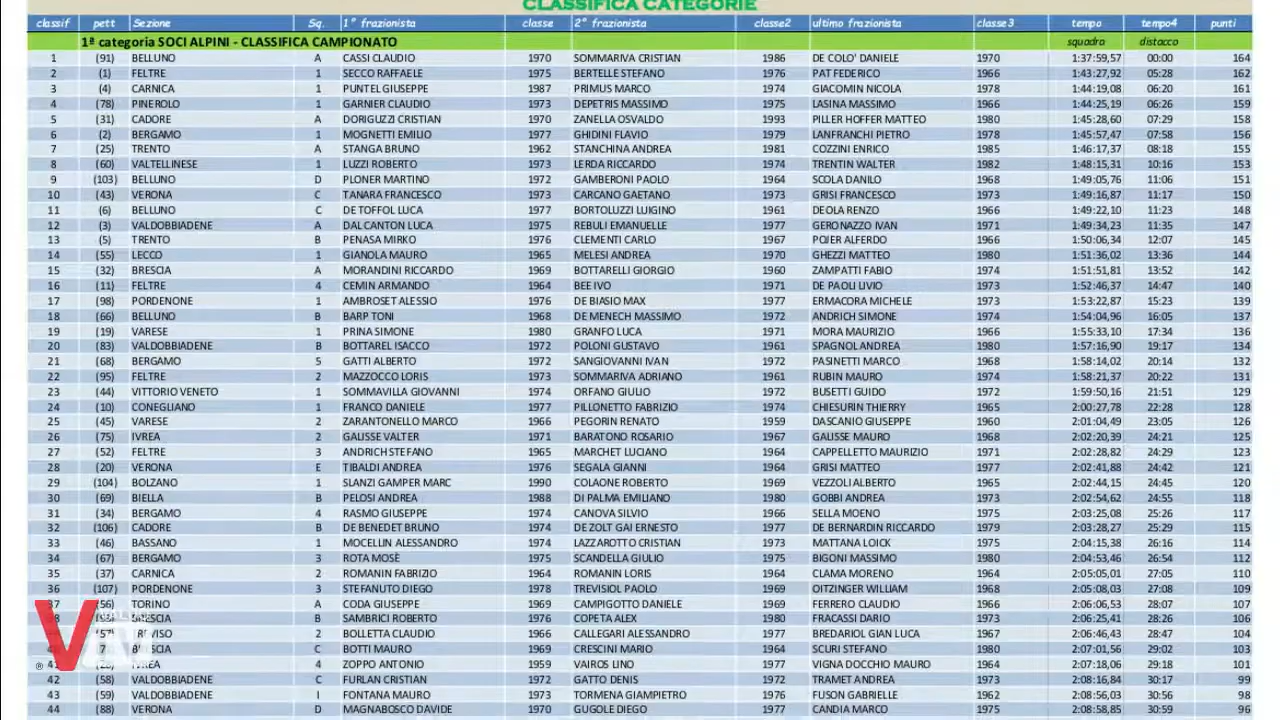 CLASSIFICA CATEGORIE
classif pett Sezione Sq. 1° frazionista classe 2° frazionista classe2 ultimo frazionista classe3 tempo tempo4 punti
1ª categoria SOCI ALPINI - CLASSIFICA CAMPIONATO squadra distacco
1 (91) BELLUNO A CASSI CLAUDIO 1970 SOMMARIVA CRISTIAN 1986 DE COLO' DANIELE 1970 1:37:59,57 00:00 164
2 (1) FELTRE 1 SECCO RAFFAELE 1975 BERTELLE STEFANO 1976 PAT FEDERICO 1966 1:43:27,92 05:28 162
3 (4) CARNICA 1 PUNTEL GIUSEPPE 1987 PRIMUS MARCO 1974 GIACOMIN NICOLA 1978 1:44:19,08 06:20 161
4 (78) PINEROLO 1 GARNIER CLAUDIO 1973 DEPETRIS MASSIMO 1975 LASINA MASSIMO 1966 1:44:25,19 06:26 159
5 (31) CADORE A DORIGUZZI CRISTIAN 1970 ZANELLA OSVALDO 1993 PILLER HOFFER MATTEO 1980 1:45:28,60 07:29 158
6 (2) BERGAMO 1 MOGNETTI EMILIO 1977 GHIDINI FLAVIO 1979 LANFRANCHI PIETRO 1978 1:45:57,47 07:58 156
7 (25) TRENTO A STANGA BRUNO 1962 STANCHINA ANDREA 1981 COZZINI ENRICO 1985 1:46:17,37 08:18 155
8 (60) VALTELLINESE 1 LUZZI ROBERTO 1973 LERDA RICCARDO 1974 TRENTIN WALTER 1982 1:48:15,31 10:16 153
9 (103) BELLUNO D PLONER MARTINO 1972 GAMBERONI PAOLO 1964 SCOLA DANILO 1968 1:49:05,76 11:06 151
10 (43) VERONA C TANARA FRANCESCO 1973 CARCANO GAETANO 1973 GRISI FRANCESCO 1973 1:49:16,87 11:17 150
11 (6) BELLUNO C DE TOFFOL LUCA 1977 BORTOLUZZI LUIGINO 1961 DEOLA RENZO 1966 1:49:22,10 11:23 148
12 (3) VALDOBBIADENE A DAL CANTON LUCA 1975 REBULI EMANUELLE 1977 GERONAZZO IVAN 1971 1:49:34,23 11:35 147
13 (5) TRENTO B PENASA MIRKO 1976 CLEMENTI CARLO 1967 POJER ALFERDO 1966 1:50:06,34 12:07 145
14 (55) LECCO 1 GIANOLA MAURO 1965 MELESI ANDREA 1970 GHEZZI MATTEO 1980 1:51:36,02 13:36 144
15 (32) BRESCIA A MORANDINI RICCARDO 1969 BOTTARELLI GIORGIO 1960 ZAMPATTI FABIO 1974 1:51:51,81 13:52 142
16 (11) FELTRE 4 CEMIN ARMANDO 1964 BEE IVO 1971 DE PAOLI LIVIO 1973 1:52:46,37 14:47 140
17 (98) PORDENONE 1 AMBROSET ALESSIO 1973 DE BIASIO MAX 1977 ERMACORA MICHELE 1973 1:53:22,87 15:23 139
18 (66) BELLUNO B BARP TONI 1968 DE MENECH MASSIMO 1972 ANDRICH SIMONE 1974 1:54:04,96 16:05 137
19 (19) VARESE 1 PRINA SIMONE 1980 GRANFO LUCA 1971 MORA MAURIZIO 1966 1:55:33,10 17:34 136
20 (83) VALDOBBIADENE B BOTTAREL ISACCO 1972 POLONI GUSTAVO 1961 SPAGNOL ANDREA 1980 1:57:16,90 19:17 134
21 (68) BERGAMO 5 GATTI ALBERTO 1972 SANGIOVANNI IVAN 1972 PASINETTI MARCO 1968 1:58:14,02 20:14 132
22 (95) FELTRE 2 MAZZOCCO LORIS 1973 SOMMARIVA ADRIANO 1961 RUBIN MAURO 1974 1:58:21,37 20:22 131
23 (44) VITTORIO VENETO 1 SOMMAVILLA GIOVANNI 1974 ORFANO GIULIO 1972 BUSETTI GUIDO 1972 1:59:50,16 21:51 129
24 (10) CONEGLIANO 1 FRANCO DANIELE 1977 PILLONETTO FABRIZIO 1974 CHIESURIN THIERRY 1965 2:00:27,78 22:28 128
25 (45) VARESE 2 ZARANTONELLO MARCO 1966 PEGORIN RENATO 1959 DASCANIO GIUSEPPE 1960 2:01:04,49 23:05 126
26 (75) IVREA 2 GALISSE VALTER 1971 BARATONO ROSARIO 1967 GALISSE MAURO 1968 2:02:20,39 24:21 125
27 (52) FELTRE 3 ANDRICH STEFANO 1965 MARCHET LUCIANO 1964 CAPPELLETTO MAURIZIO 1971 2:02:28,82 24:29 123
28 (20) VERONA E TIBALDI ANDREA 1976 SEGALA GIANNI 1964 GRISI MATTEO 1977 2:02:41,88 24:42 121
29 (104) BOLZANO 1 SLANZI GAMPER MARC 1990 COLAONE ROBERTO 1969 VEZZOLI ALBERTO 1965 2:02:44,15 24:45 120
30 (69) BIELLA B PELOSI ANDREA 1988 DI PALMA EMILIANO 1980 GOBBI ANDREA 1973 2:02:54,62 24:55 118
31 (34) BERGAMO 4 RASMO GIUSEPPE 1974 CANOVA SILVIO 1966 SELLA MOENO 1975 2:03:25,08 25:26 117
32 (106) CADORE B DE BENEDET BRUNO 1974 DE ZOLT GAI ERNESTO 1977 DE BERNARDIN RICCARDO 1979 2:03:28,27 25:29 115
33 (46) BASSANO 1 MOCELLIN ALESSANDRO 1974 LAZZAROTTO CRISTIAN 1973 MATTANA LOICK 1975 2:04:15,38 26:16 114
34 (67) BERGAMO 3 ROTA MOSÈ 1975 SCANDELLA GIULIO 1975 BIGONI MASSIMO 1980 2:04:53,46 26:54 112
35 (37) CARNICA 2 ROMANIN FABRIZIO 1964 ROMANIN LORIS 1964 CLAMA MORENO 1964 2:05:05,01 27:05 110
36 (107) PORDENONE 3 STEFANUTO DIEGO 1978 TREVISIOL PAOLO 1969 OITZINGER WILLIAM 1968 2:05:08,03 27:08 109
37 (56) TORINO A CODA GIUSEPPE 1969 CAMPIGOTTO DANIELE 1969 FERRERO CLAUDIO 1966 2:06:06,53 28:07 107
BRESCIA B SAMBRICI ROBERTO 1976 COPETA ALEX 1980 FRACASSI DARIO 1973 2:06:25,41 28:26 106
2 BOLLETTA CLAUDIO 1966 CALLEGARI ALESSANDRO 1977 BREDARIOL GIAN LUCA 1967 2:06:46,43 28:47 104
C BOTTI MAURO 1969 CRESCINI MARIO 1964 SCURI STEFANO 1980 2:07:01,56 29:02 103
41 IVREA 4 ZOPPO ANTONIO 1959 VAIROS LINO 1977 VIGNA DOCCHIO MAURO 1964 2:07:18,06 29:18 101
42 (58) VALDOBBIADENE C FURLAN CRISTIAN 1972 GATTO DENIS 1972 TRAMET ANDREA 1973 2:08:16,84 30:17 99
43 (59) VALDOBBIADENE I FONTANA MAURO 1973 TORMENA GIAMPIETRO 1976 FUSON GABRIELLE 1962 2:08:56,03 30:56 98
44 (88) VERONA D MAGNABOSCO DAVIDE 1970 GUGOLE DIEGO 1977 CANDIA MARCO 1975 2:08:58,85 30:59 96